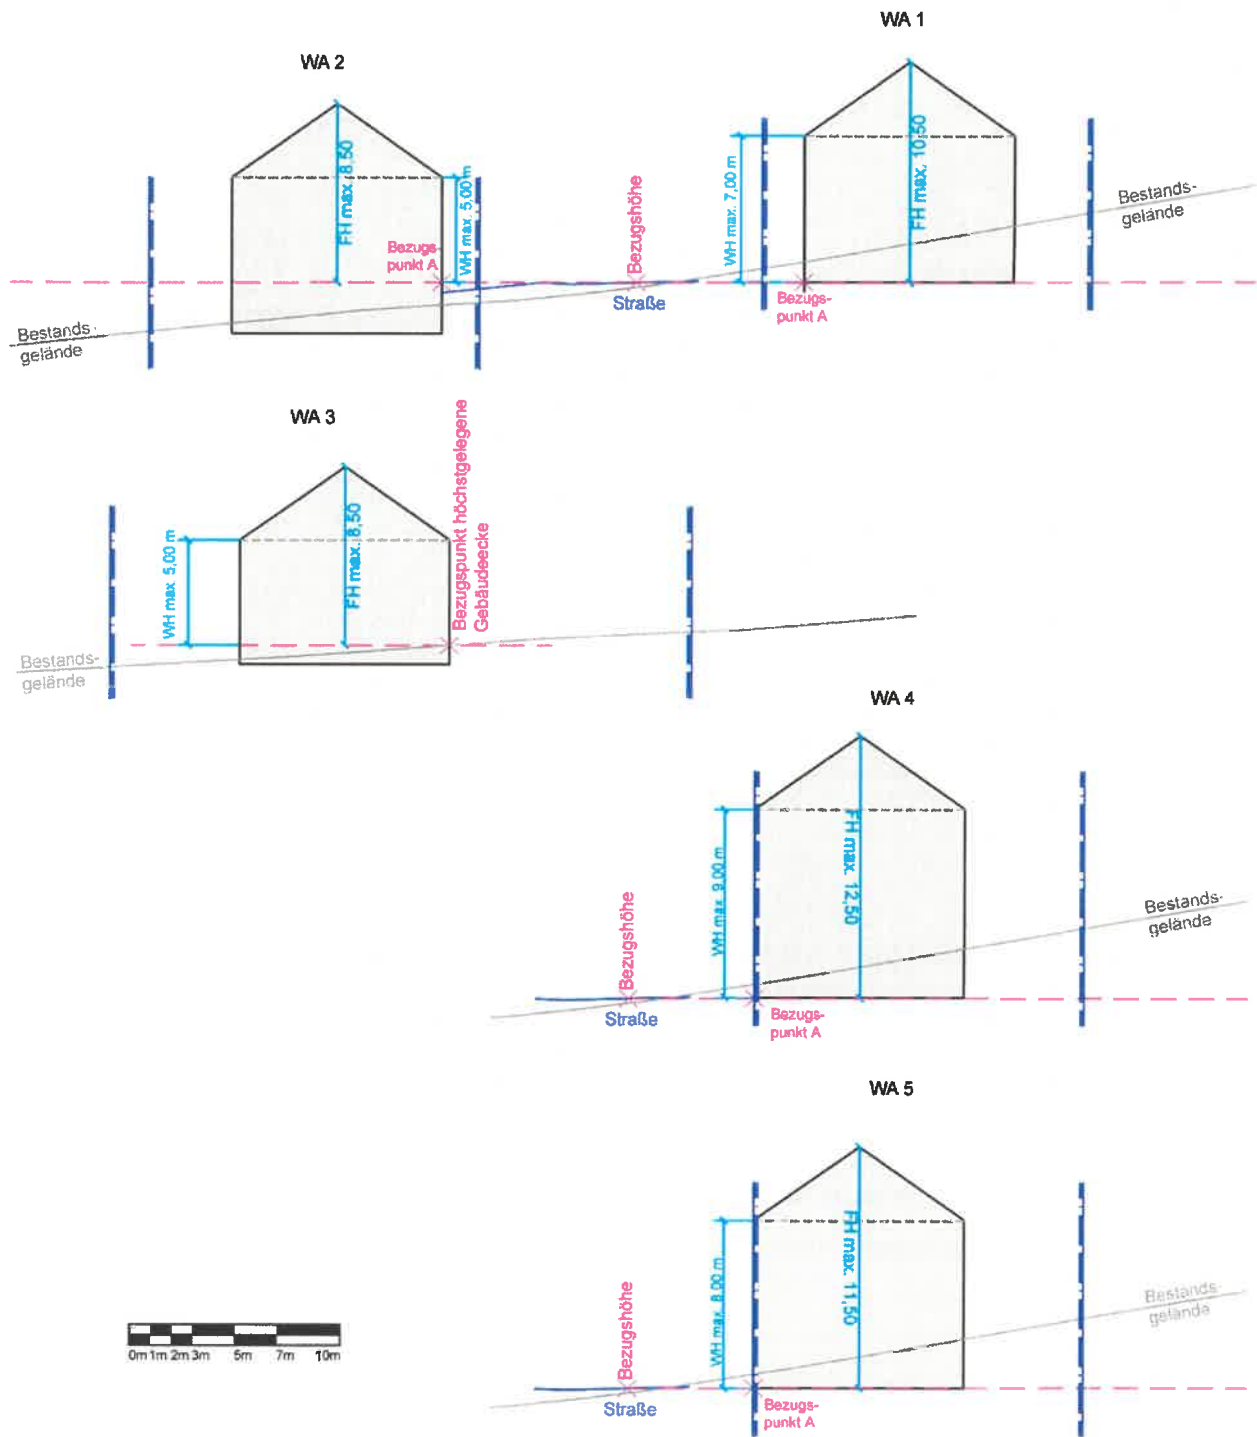 WA 1
WA 2
FH max. 8,50
WH max. 5,00 m
Bezugs
punkt A
Bezugshöhe
Straße
WH max. 7,00 m
FH max. 10,50
Bezugs-
punkt A
Bestands-
gelände
Bestands-
gelände
WA 3
WH max. 5,00 m
FH max. 8,50
Bezugspunkt höchstgelegene
Gebäudeecke
Bestands-
gelände
WA 4
WH max. 9,00 m
FH max. 12,50
Bezugshöhe
Straße
Bezugs-
punkt A
Bestands-
gelände
WA 5
WH max. 8,00 m
FH max. 11,50
Bezugshöhe
Straße
Bezugs-
punkt A
Bestands-
gelände
0m 1m 2m 3m 5m 7m 10m